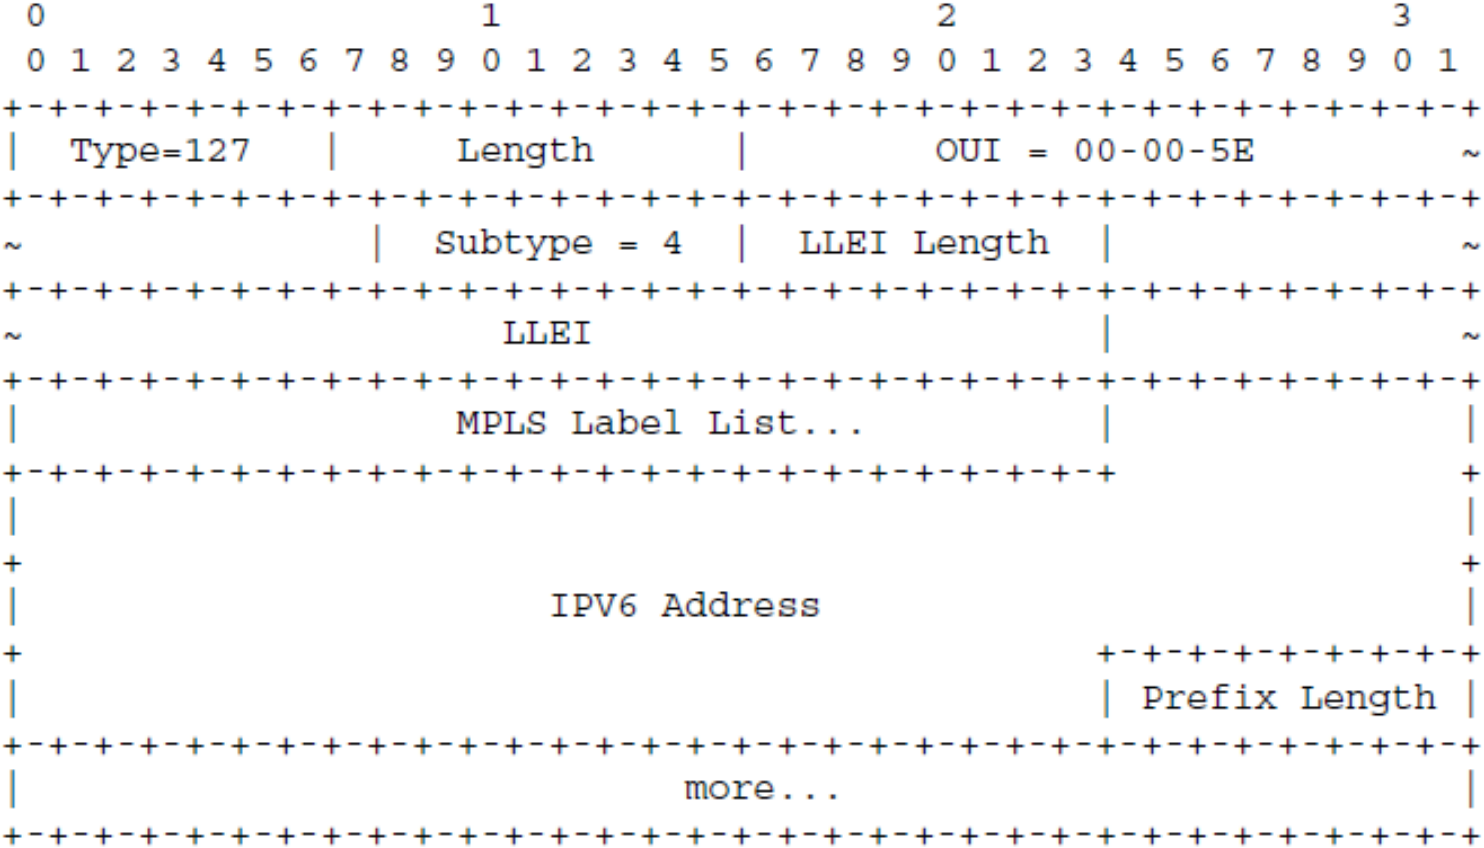 0 1 2 3
0 1 2 3 4 5 6 7 8 9 0 1 2 3 4 5 6 7 8 9 0 1 2 3 4 5 6 7 8 9 0 1
+-+-+-+-+-+-+-+-+-+-+-+-+-+-+-+-+-+-+-+-+-+-+-+-+-+-+-+-+-+-+-+-+
| Type=127 | Length | OUI = 00-00-5E ~
+-+-+-+-+-+-+-+-+-+-+-+-+-+-+-+-+-+-+-+-+-+-+-+-+-+-+-+-+-+-+-+-+
~ | Subtype = 4 | LLEI Length | ~
+-+-+-+-+-+-+-+-+-+-+-+-+-+-+-+-+-+-+-+-+-+-+-+-+-+-+-+-+-+-+-+-+
~ LLEI | ~
+-+-+-+-+-+-+-+-+-+-+-+-+-+-+-+-+-+-+-+-+-+-+-+-+-+-+-+-+-+-+-+-+
| MPLS Label List... | |
+-+-+-+-+-+-+-+-+-+-+-+-+-+-+-+-+-+-+-+-+-+-+-+-+ +
| |
+ +
| IPV6 Address |
+ +-+-+-+-+-+-+-+-+
| | Prefix Length |
+-+-+-+-+-+-+-+-+-+-+-+-+-+-+-+-+-+-+-+-+-+-+-+-+-+-+-+-+-+-+-+-+
| more... |
+-+-+-+-+-+-+-+-+-+-+-+-+-+-+-+-+-+-+-+-+-+-+-+-+-+-+-+-+-+-+-+-+